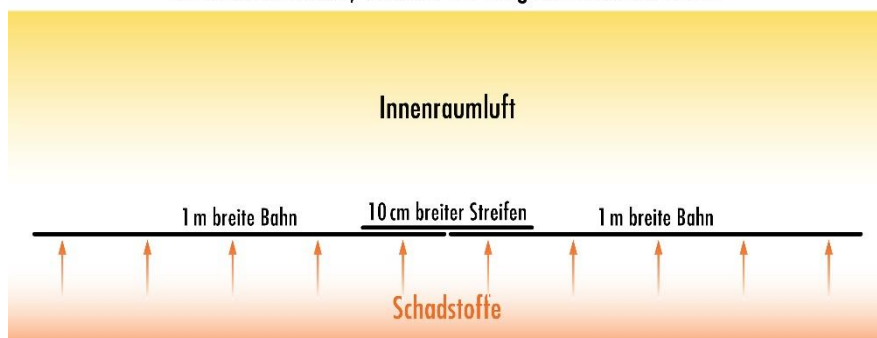 Innenraumluft
1 m breite Bahn
10 cm breiter Streifen
1 m breite Bahn
Schadstoffe